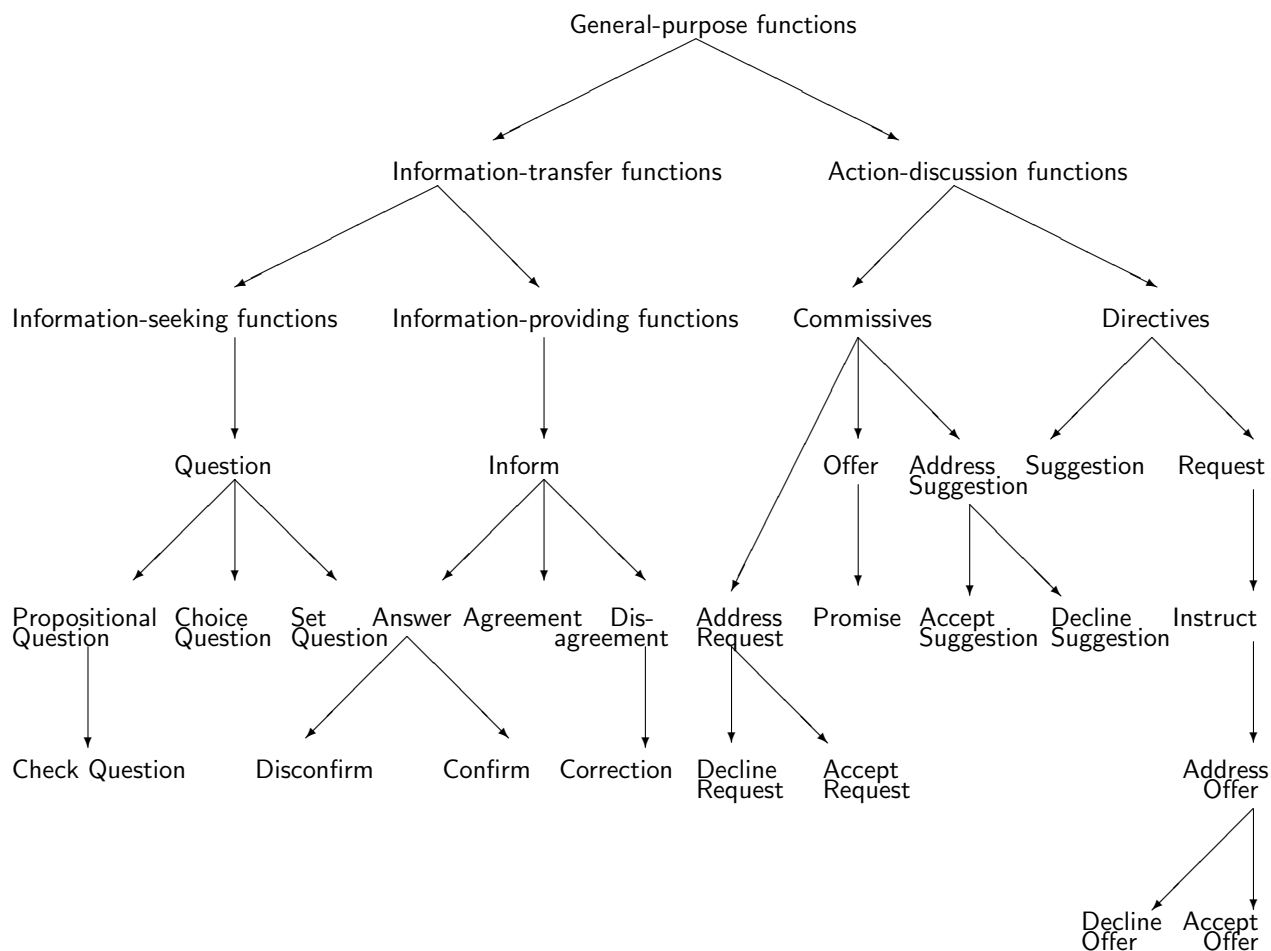 General-purpose functions
Information-transfer functions
Action-discussion functions
Information-seeking functions
Information-providing functions
Commissives
Directives
Question
Inform
Offer
Address
Suggestion
Suggestion
Request
Propositional
Question
Choice
Question
Set
Question
Answer
Agreement
Dis-
agreement
Address
Request
Promise
Accept
Suggestion
Decline
Suggestion
Instruct
Check Question
Disconfirm
Confirm
Correction
Decline
Request
Accept
Request
Address
Offer
Decline
Offer
Accept
Offer